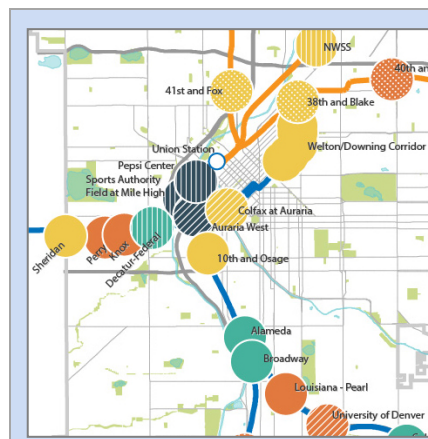 NWSS
40th an
41st and Fox
38th and Blake
Union Station
Welton/Downing Corridor
Pepsi Center
Sports Authority
Field at Mile High
Colfax at Auraria
Auraria West
Sheridan
Perry
Knox
Decatur-Federal
10th and Osage
Alameda
Broadway
Louisiana - Pearl
University of Denver